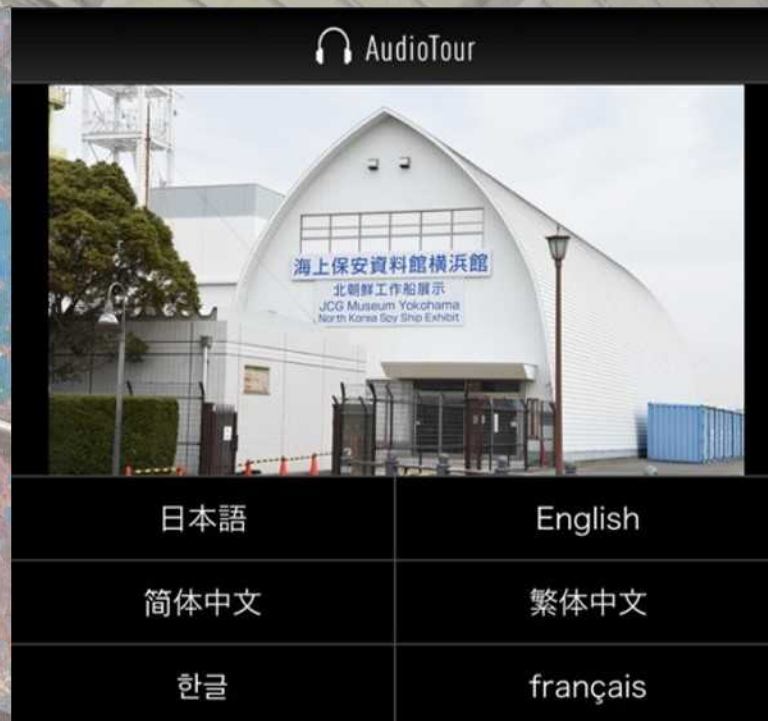 AudioTour
海上保安資料館横浜館
北朝鮮工作船展示
JCG Museum Yokohama
North Korea Spy Ship Exhibit
日本語
English
简体中文
繁体中文
한글
français